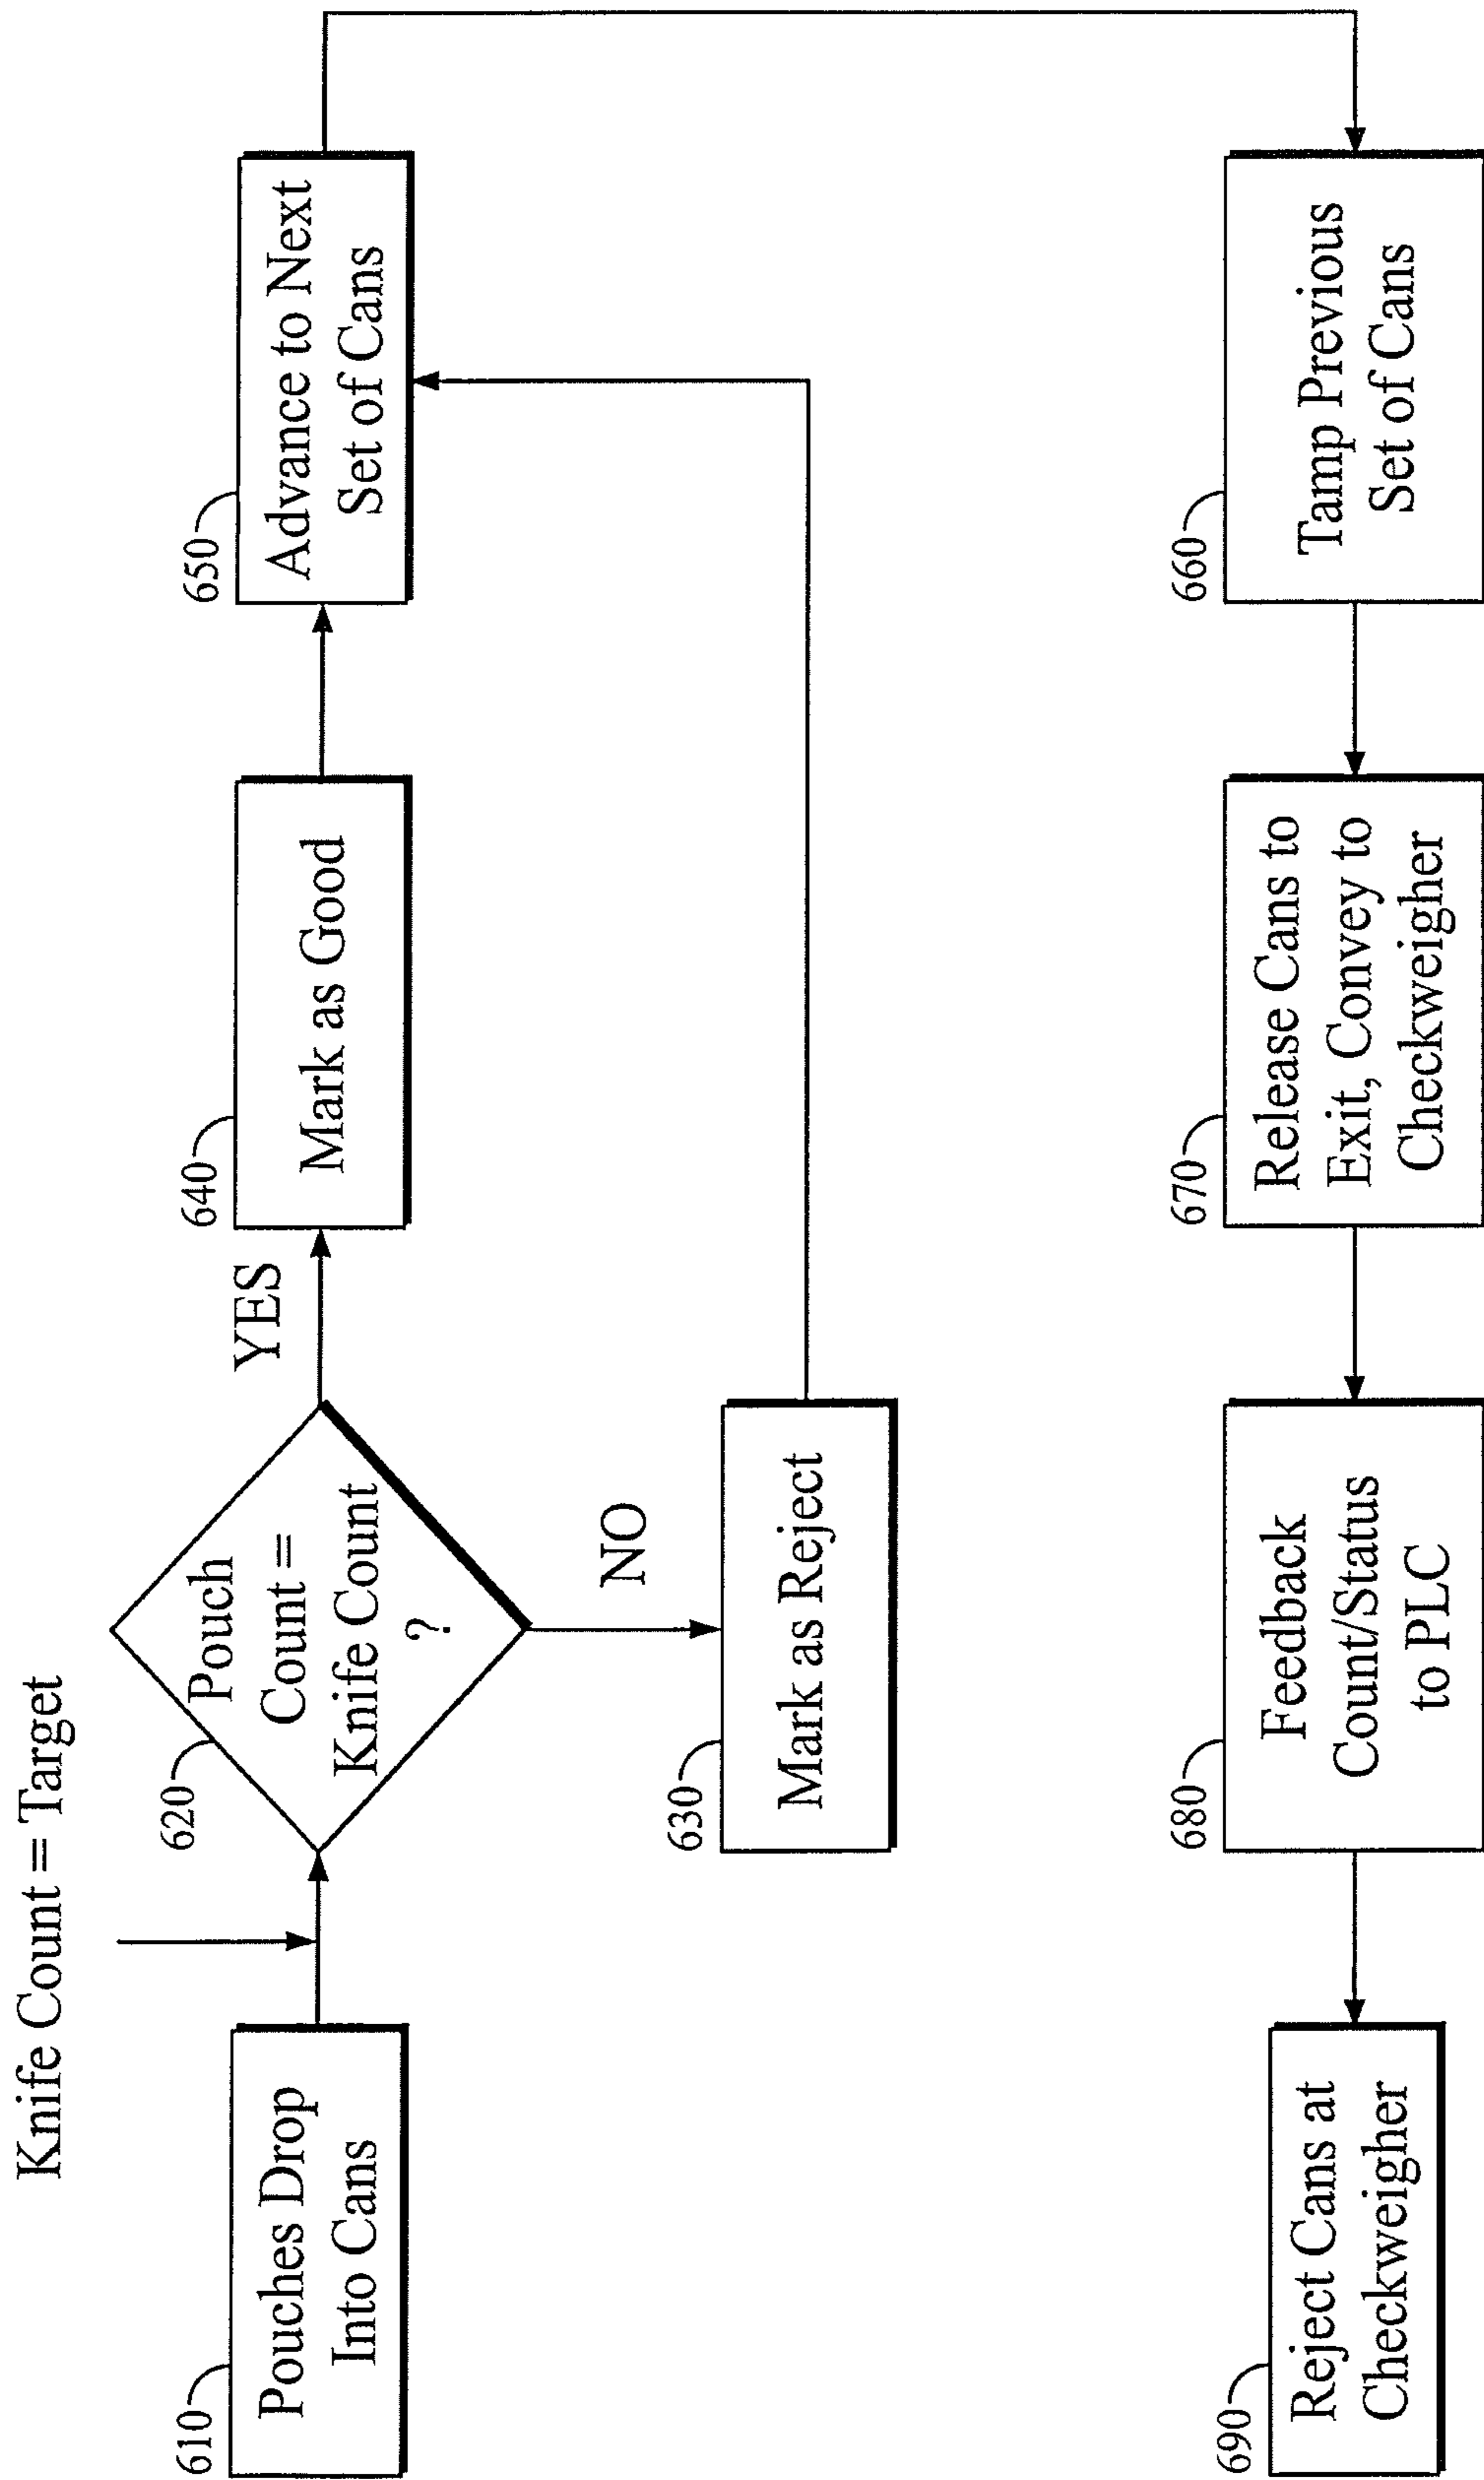 Knife Count = Target
610
Pouches Drop
Into Cans
620
Pouch
Count =
Knife Count
?
YES
NO
630
Mark as Reject
640
Mark as Good
650
Advance to Next
Set of Cans
660
Tamp Previous
Set of Cans
670
Release Cans to
Exit, Convey to
Checkweigher
680
Feedback
Count/Status
to PLC
690
Reject Cans at
Checkweigher